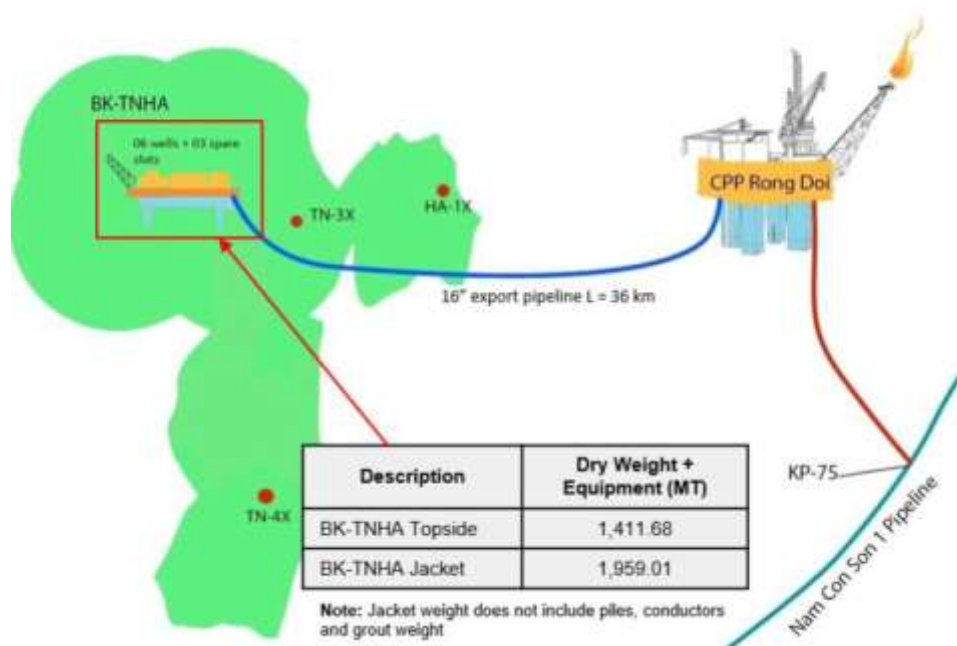 BK-TNHA
06 wells + 03 spare
slots
TN-3X
HA-1X
CPP Rong Doi
16" export pipeline L = 36 km
KP-75
Nam Con Son 1 Pipeline
TN-4X
Description
Dry Weight +
Equipment (MT)
BK-TNHA Topside
1,411.68
BK-TNHA Jacket
1,959.01
Note: Jacket weight does not include piles, conductors
and grout weight